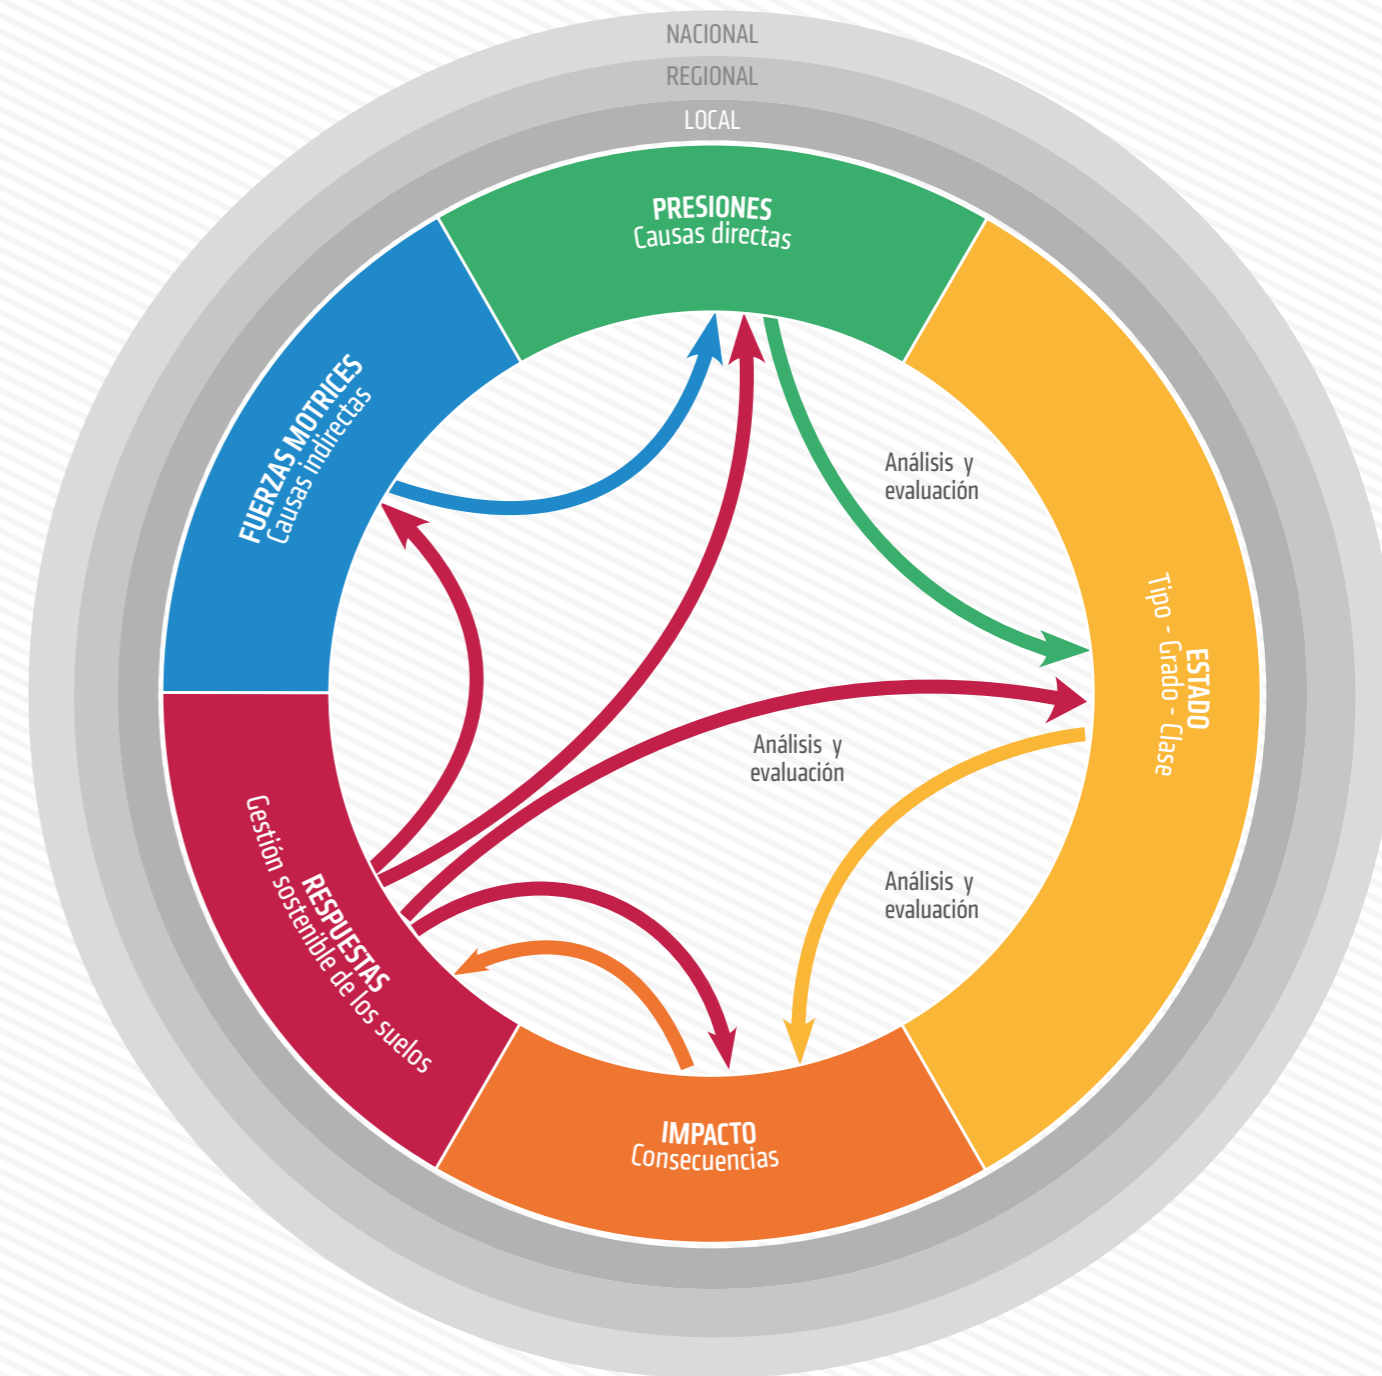 NACIONAL
REGIONAL
LOCAL
PRESIONES
Causas directas
FUERZAS MOTRICES
Causas indirectas
Análisis y
evaluación
ESTADO
Tipo - Grado - Clase
Análisis y
evaluación
RESPUESTAS
Gestión sostenible de los suelos
Análisis y
evaluación
IMPACTO
Consecuencias